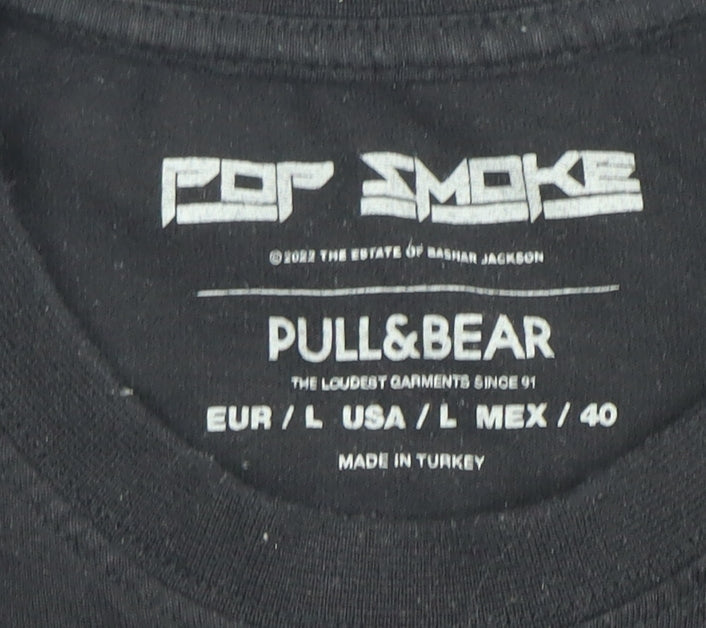 POP SMOKE
©2022 THE ESTATE OF BASHAR JACKSON
PULL&BEAR
THE LOUDEST GARMENTS SINCE 91
EUR / L USA / L MEX / 40
MADE IN TURKEY